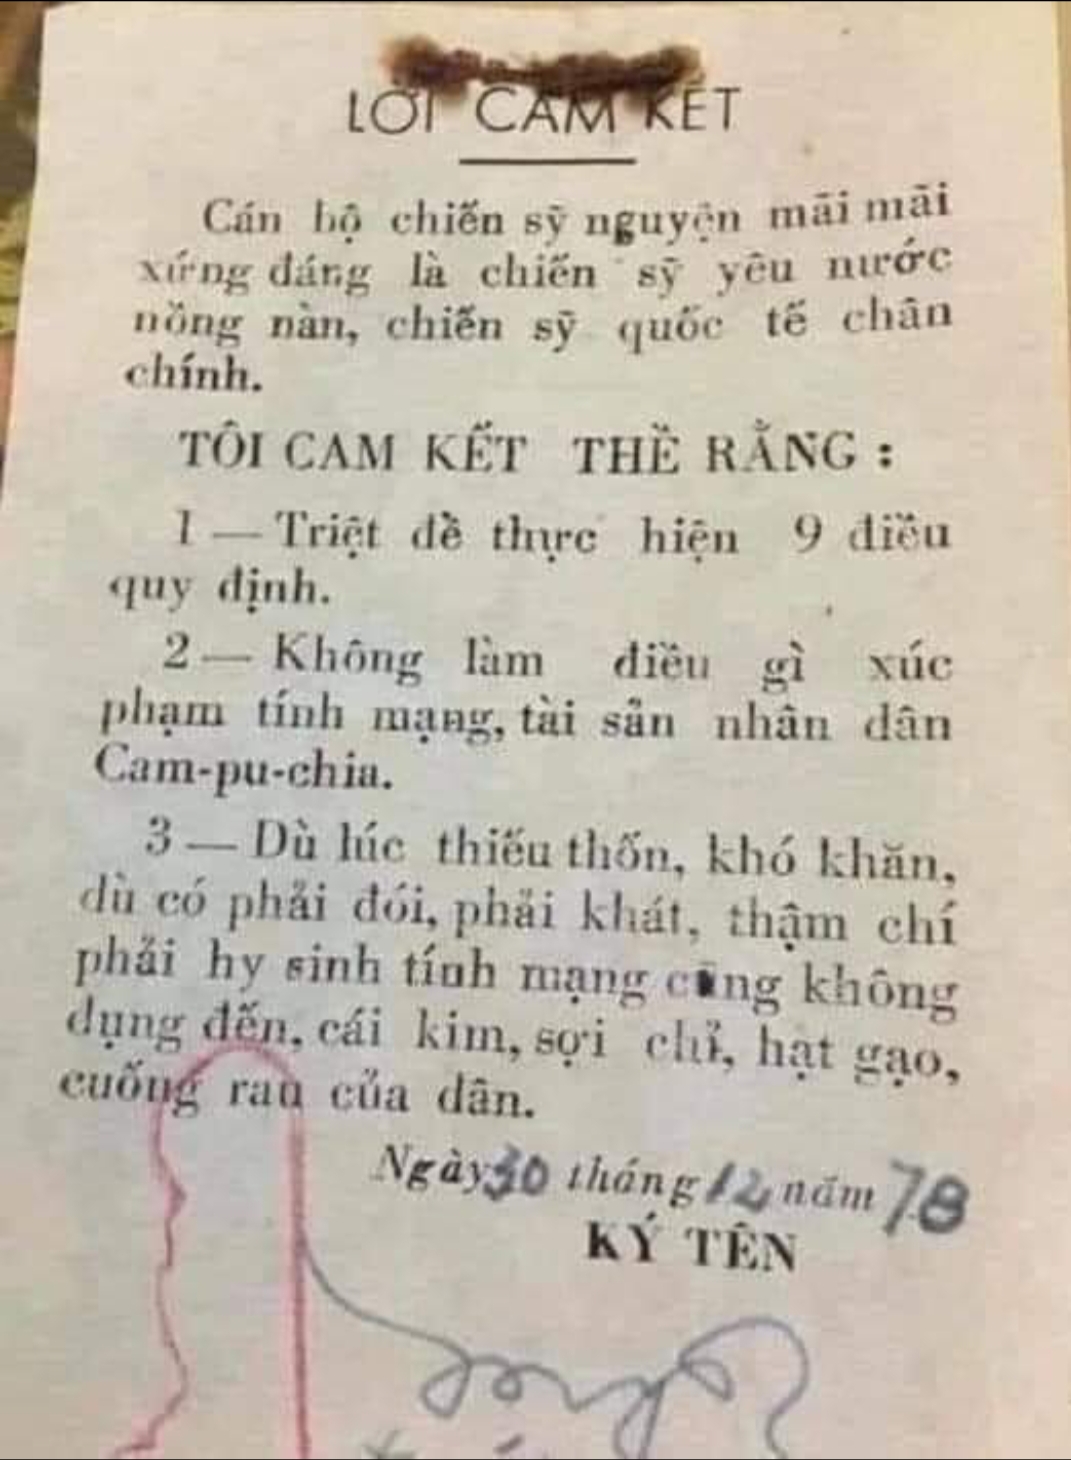 LỜI CAM KẾT
Cán bộ chiến sỹ nguyện mãi mãi
xứng đáng là chiến sỹ yêu nước
nồng nàn, chiến sỹ quốc tế chân
chính.
TÔI CAM KẾT THỀ RẰNG :
1 — Triệt để thực hiện 9 điều
quy định.
2 — Không làm điều gì xúc
phạm tính mạng, tài sản nhân dân
Cam-pu-chia.
3 — Dù lúc thiếu thốn, khó khăn,
dù có phải đói, phải khát, thậm chí
phải hy sinh tính mạng cũng không
dụng đến, cái kim, sợi chỉ, hạt gạo,
cuống rau của dân.
Ngày 30 tháng 12 năm 78
KÝ TÊN